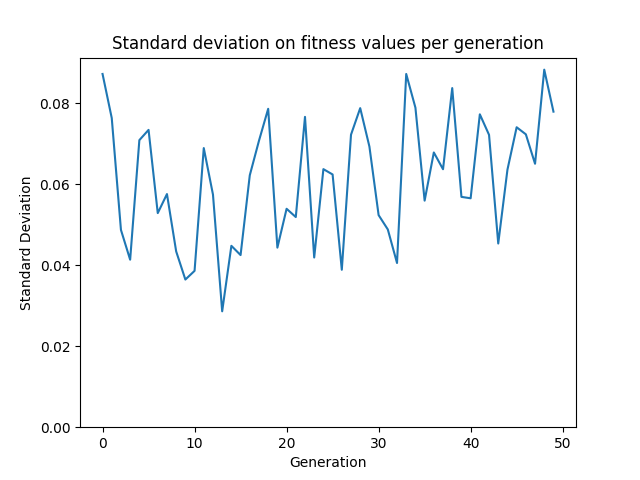 Standard deviation on fitness values per generation
Standard Deviation
0.08
0.06
0.04
0.02
0.00
0 10 20 30 40 50
Generation